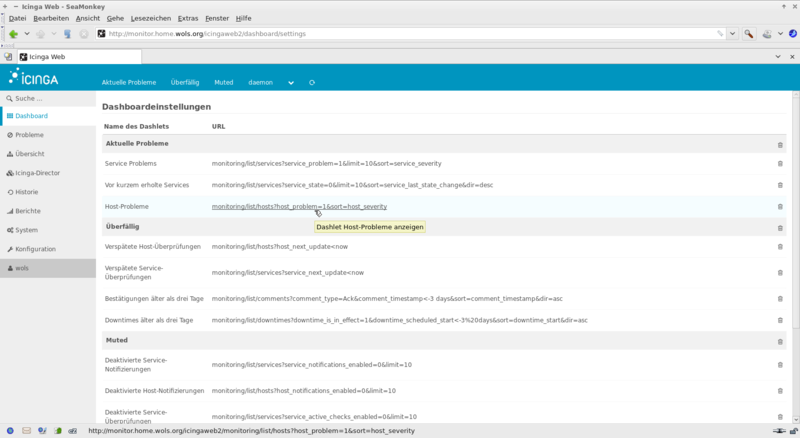 Icinga Web - SeaMonkey
Datei Bearbeiten Ansicht Gehe Lesezeichen Extras Fenster Hilfe
http://monitor.home.wols.org/icingaweb2/dashboard/settings
Icinga Web
ICINGA Aktuelle Probleme Überfällig Muted daemon
Suche ...
Dashboard
Probleme
Übersicht
Icinga-Director
Historie
Berichte
System
Konfiguration
wols
Dashboardeinstellungen
Name des Dashlets URL
Aktuelle Probleme
Service Problems monitoring/list/services?service_problem=1&limit=10&sort=service_severity
Vor kurzem erholte Services monitoring/list/services?service_state=0&limit=10&sort=service_last_state_change&dir=desc
Host-Probleme monitoring/list/hosts?host_problem=1&sort=host_severity
Dashlet Host-Probleme anzeigen
Überfällig
Verspätete Host-Überprüfungen monitoring/list/hosts?host_next_update<now
Verspätete Service-
Überprüfungen monitoring/list/services?service_next_update<now
Bestätigungen älter als drei Tage monitoring/list/comments?comment_type=Ack&comment_timestamp<-3 days&sort=comment_timestamp&dir=asc
Downtimes älter als drei Tage monitoring/list/downtimes?downtime_is_in_effect=1&downtime_scheduled_start<-3%20days&sort=downtime_start&dir=asc
Muted
Deaktivierte Service-
Notifizierungen monitoring/list/services?service_notifications_enabled=0&limit=10
Deaktivierte Host-Notifizierungen monitoring/list/hosts?host_notifications_enabled=0&limit=10
Deaktivierte Service-
Überprüfungen monitoring/list/services?service_active_checks_enabled=0&limit=10
http://monitor.home.wols.org/icingaweb2/monitoring/list/hosts?host_problem=1&sort=host_severity